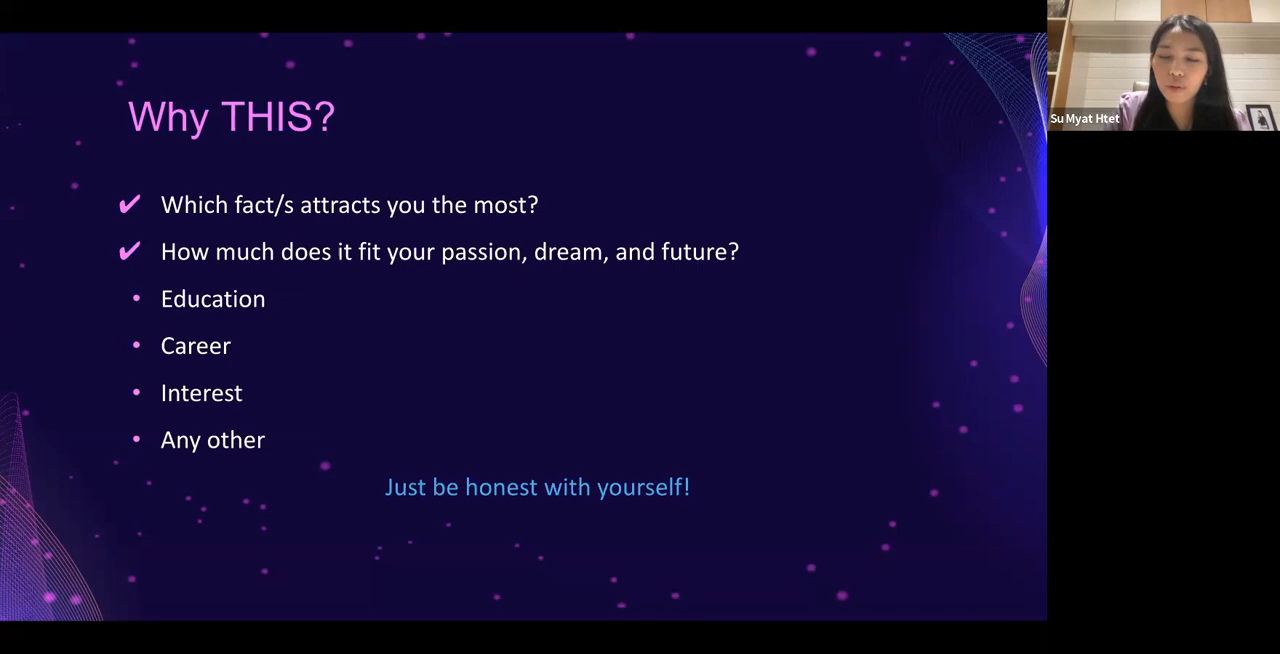 Why THIS?
Which fact/s attracts you the most?
How much does it fit your passion, dream, and future?
Education
Career
Interest
Any other
Just be honest with yourself!
Su Myat Htet